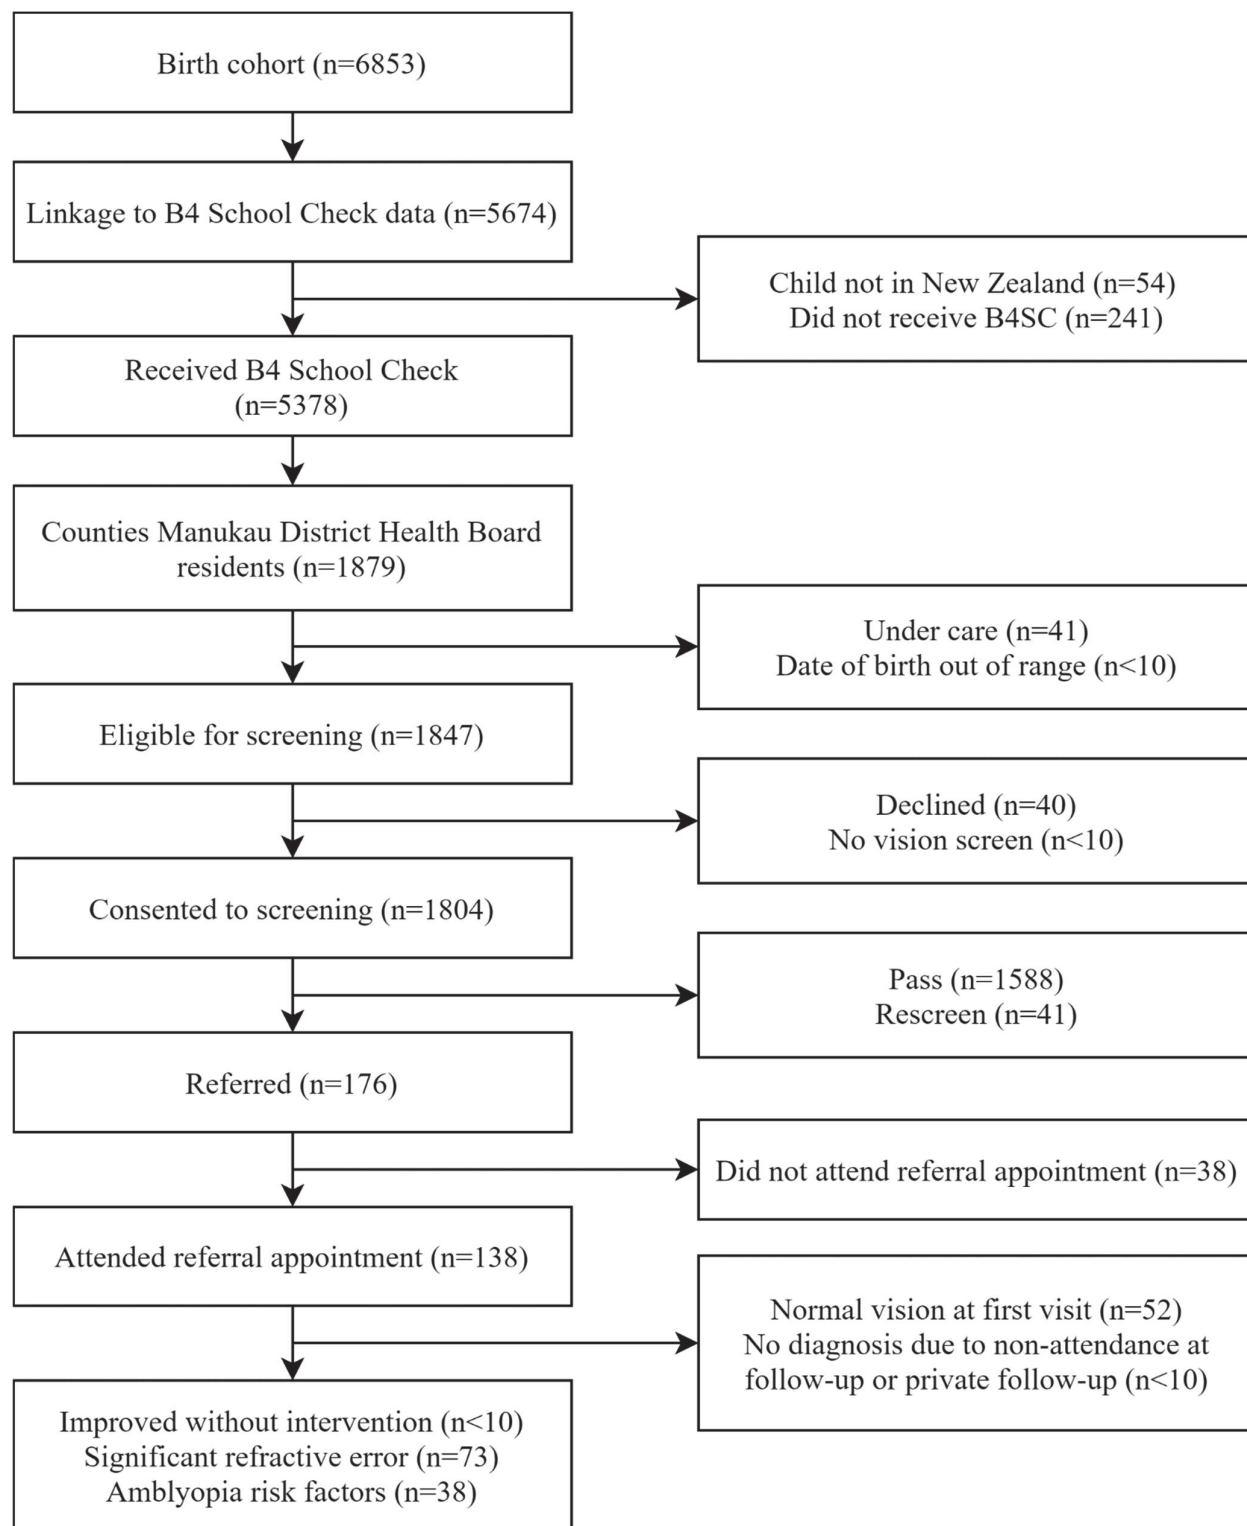 Birth cohort (n=6853)
Linkage to B4 School Check data (n=5674)
Child not in New Zealand (n=54)
Did not receive B4SC (n=241)
Received B4 School Check
(n=5378)
Counties Manukau District Health Board
residents (n=1879)
Under care (n=41)
Date of birth out of range (n<10)
Eligible for screening (n=1847)
Declined (n=40)
No vision screen (n<10)
Consented to screening (n=1804)
Pass (n=1588)
Rescreen (n=41)
Referred (n=176)
Did not attend referral appointment (n=38)
Attended referral appointment (n=138)
Normal vision at first visit (n=52)
No diagnosis due to non-attendance at
follow-up or private follow-up (n<10)
Improved without intervention (n<10)
Significant refractive error (n=73)
Amblyopia risk factors (n=38)